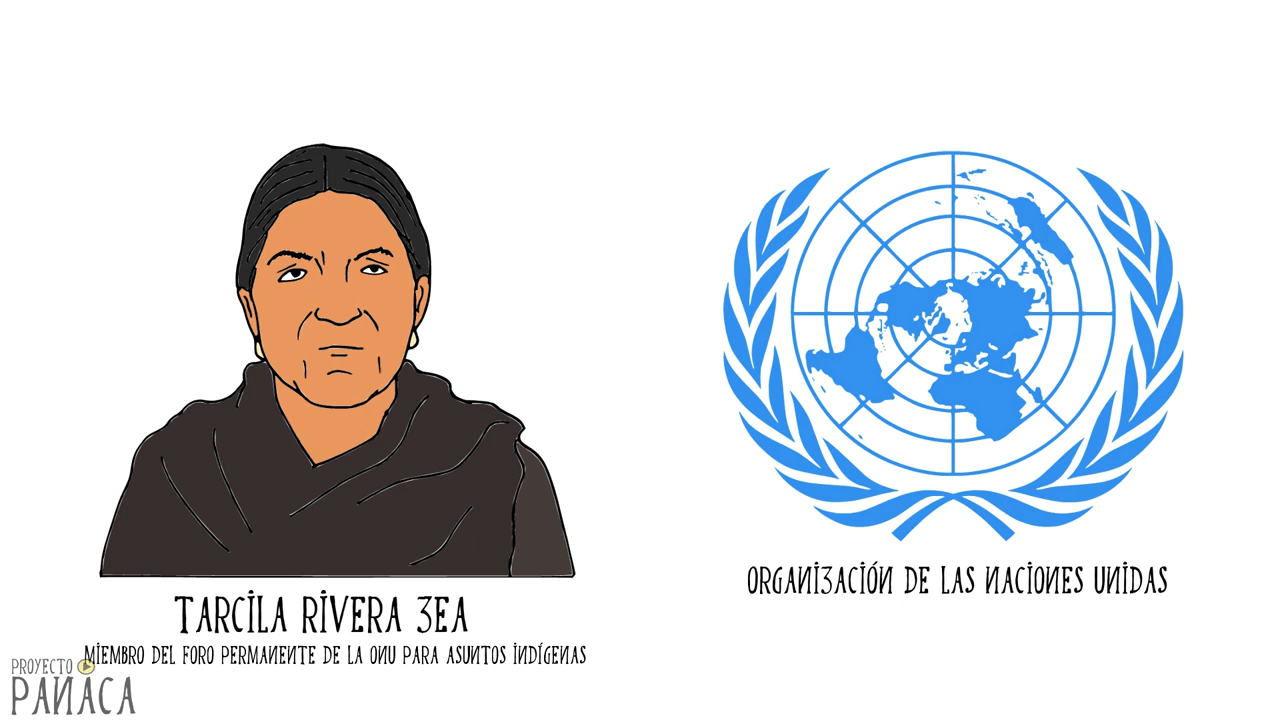 TARCILA RIVERA ZEA
MIEMBRO DEL FORO PERMANENTE DE LA ONU PARA ASUNTOS INDÍGENAS
ORGANIZACIÓN DE LAS NACIONES UNIDAS
PROYECTO
PANACA